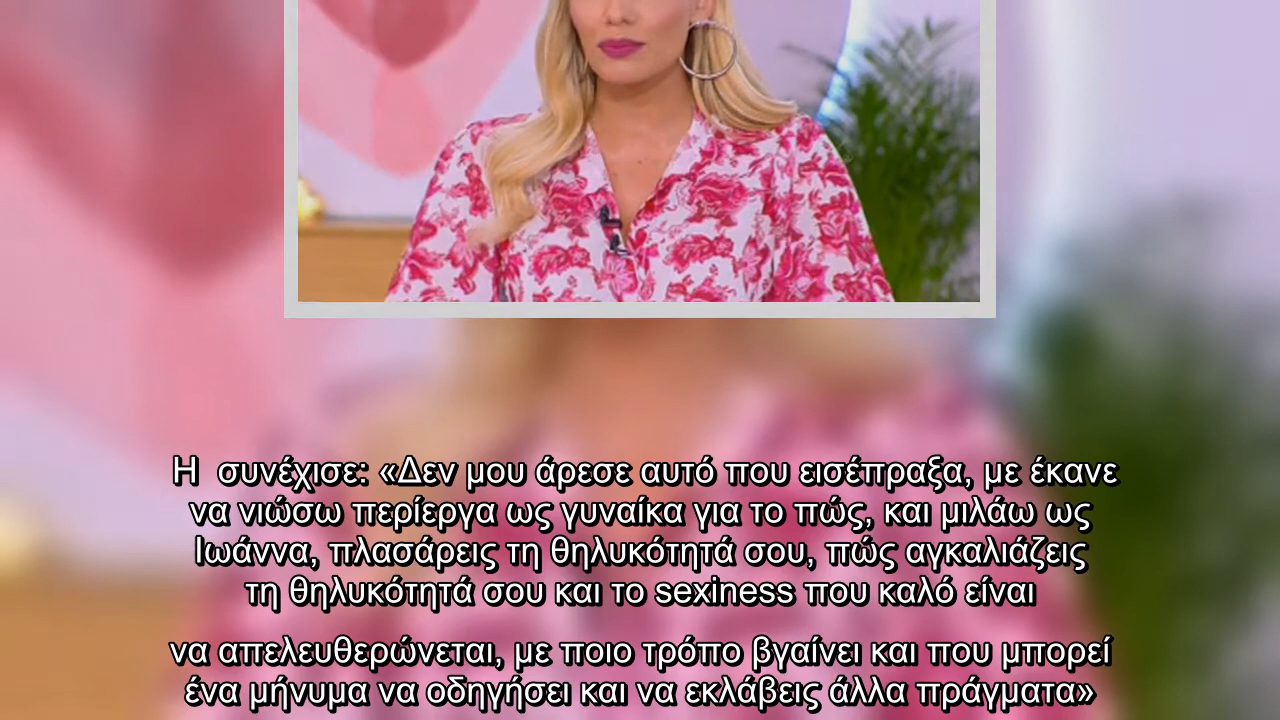 Η συνέχισε: «Δεν μου άρεσε αυτό που εισέπραξα, με έκανε
να νιώσω περίεργα ως γυναίκα για το πώς, και μιλάω ως
Ιωάννα, πλασάρεις τη θηλυκότητά σου, πώς αγκαλιάζεις
τη θηλυκότητά σου και το sexiness που καλό είναι
να απελευθερώνεται, με ποιο τρόπο βγαίνει και που μπορεί
ένα μήνυμα να οδηγήσει και να εκλάβεις άλλα πράγματα»